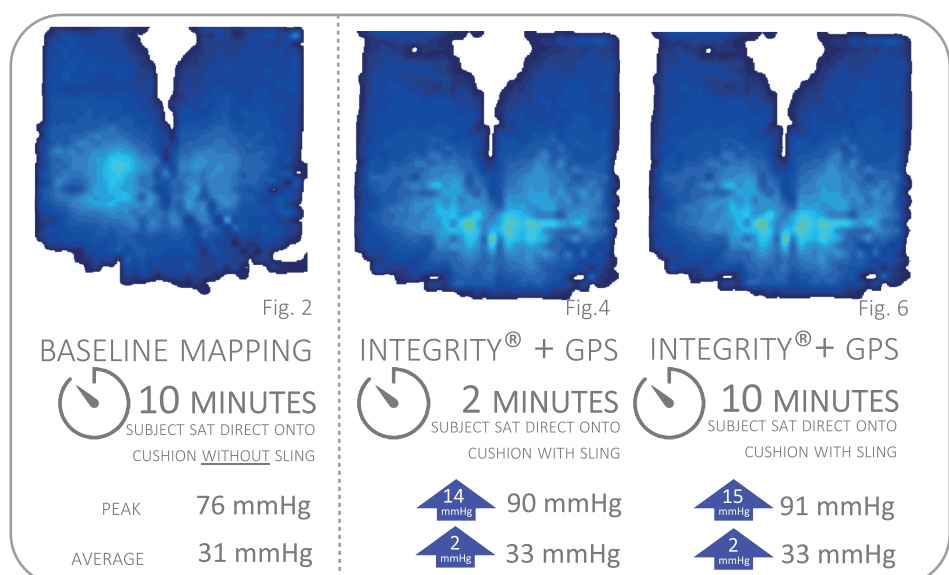 Fig. 2
BASELINE MAPPING
10 MINUTES
SUBJECT SAT DIRECT ONTO
CUSHION WITHOUT SLING
PEAK 76 mmHg
AVERAGE 31 mmHg
Fig.4
INTEGRITY® + GPS
2 MINUTES
SUBJECT SAT DIRECT ONTO
CUSHION WITH SLING
14 mmHg 90 mmHg
2 mmHg 33 mmHg
Fig. 6
INTEGRITY® + GPS
10 MINUTES
SUBJECT SAT DIRECT ONTO
CUSHION WITH SLING
15 mmHg 91 mmHg
2 mmHg 33 mmHg